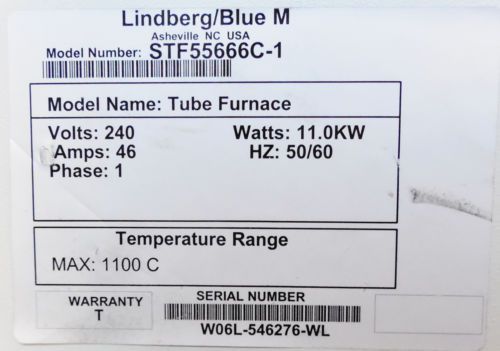 Lindberg/Blue M
Asheville NC USA
Model Number: STF55666C-1
Model Name: Tube Furnace
Volts: 240 Watts: 11.0KW
Amps: 46 HZ: 50/60
Phase: 1
Temperature Range
MAX: 1100 C
WARRANTY
T
SERIAL NUMBER
W06L-546276-WL